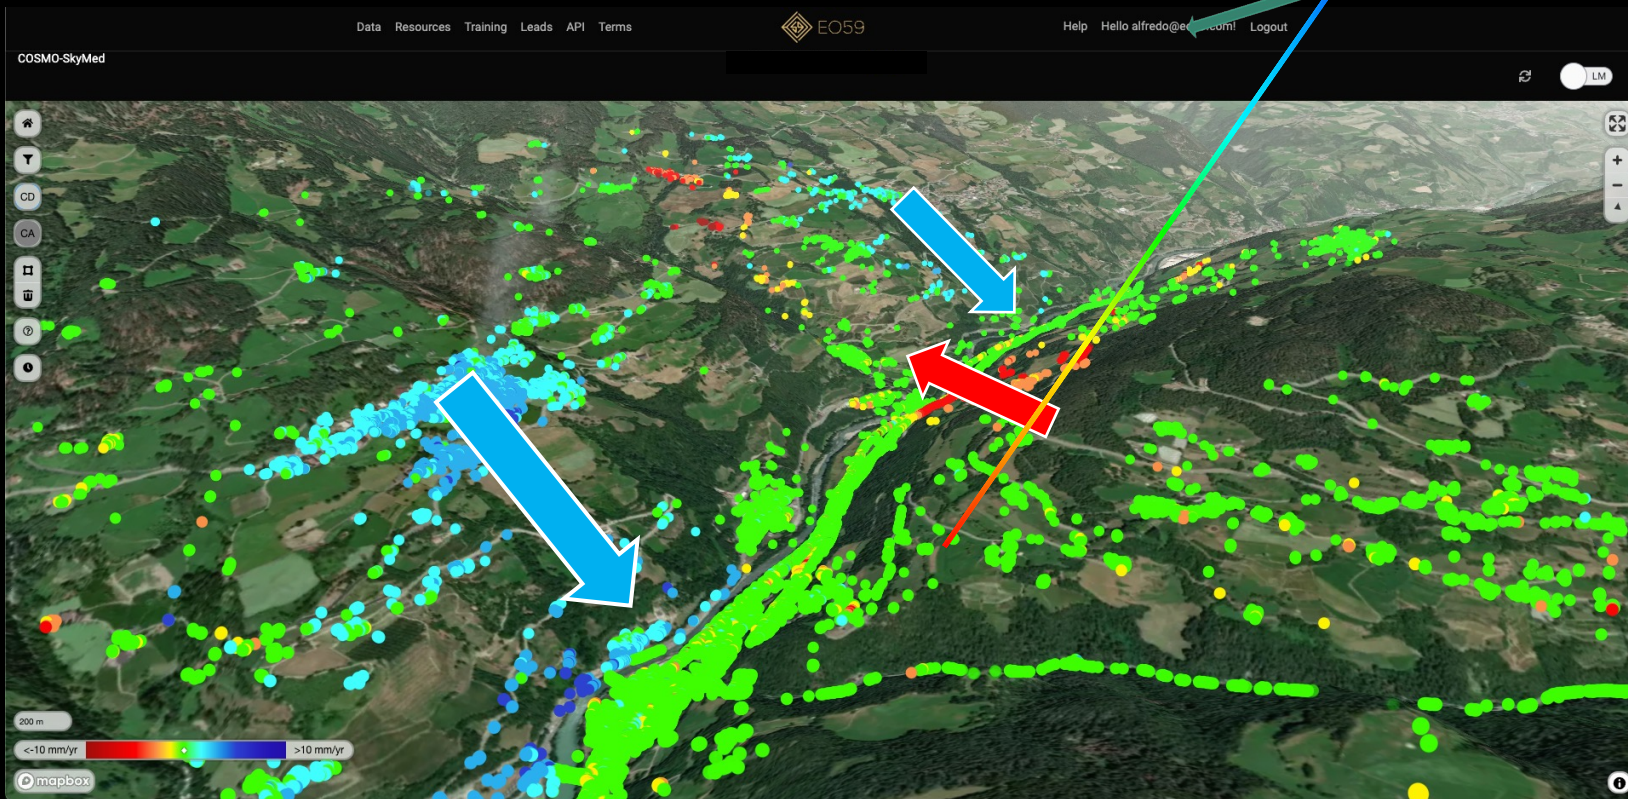 Data Resources Training Leads API Terms
EO59
Help Hello Logout
COSMO-SkyMed
LM
CD
CA
200 m
<-10 mm/yr >10 mm/yr
mapbox